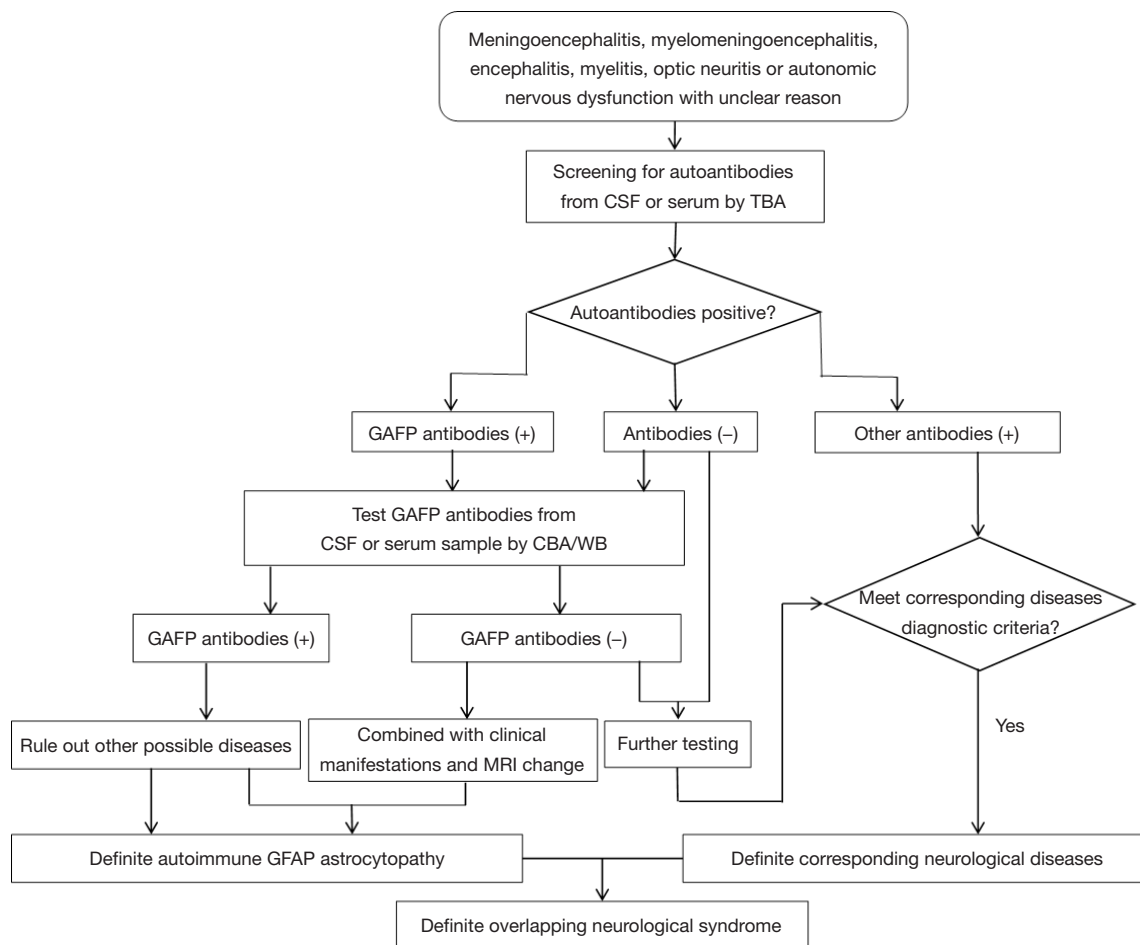 Meningoencephalitis, myelomeningoencephalitis,
encephalitis, myelitis, optic neuritis or autonomic
nervous dysfunction with unclear reason
Screening for autoantibodies
from CSF or serum by TBA
Autoantibodies positive?
GAFP antibodies (+)
Antibodies (–)
Other antibodies (+)
Test GAFP antibodies from
CSF or serum sample by CBA/WB
Meet corresponding diseases
diagnostic criteria?
GAFP antibodies (+)
GAFP antibodies (–)
Rule out other possible diseases
Combined with clinical
manifestations and MRI change
Further testing
Yes
Definite autoimmune GFAP astrocytopathy
Definite corresponding neurological diseases
Definite overlapping neurological syndrome